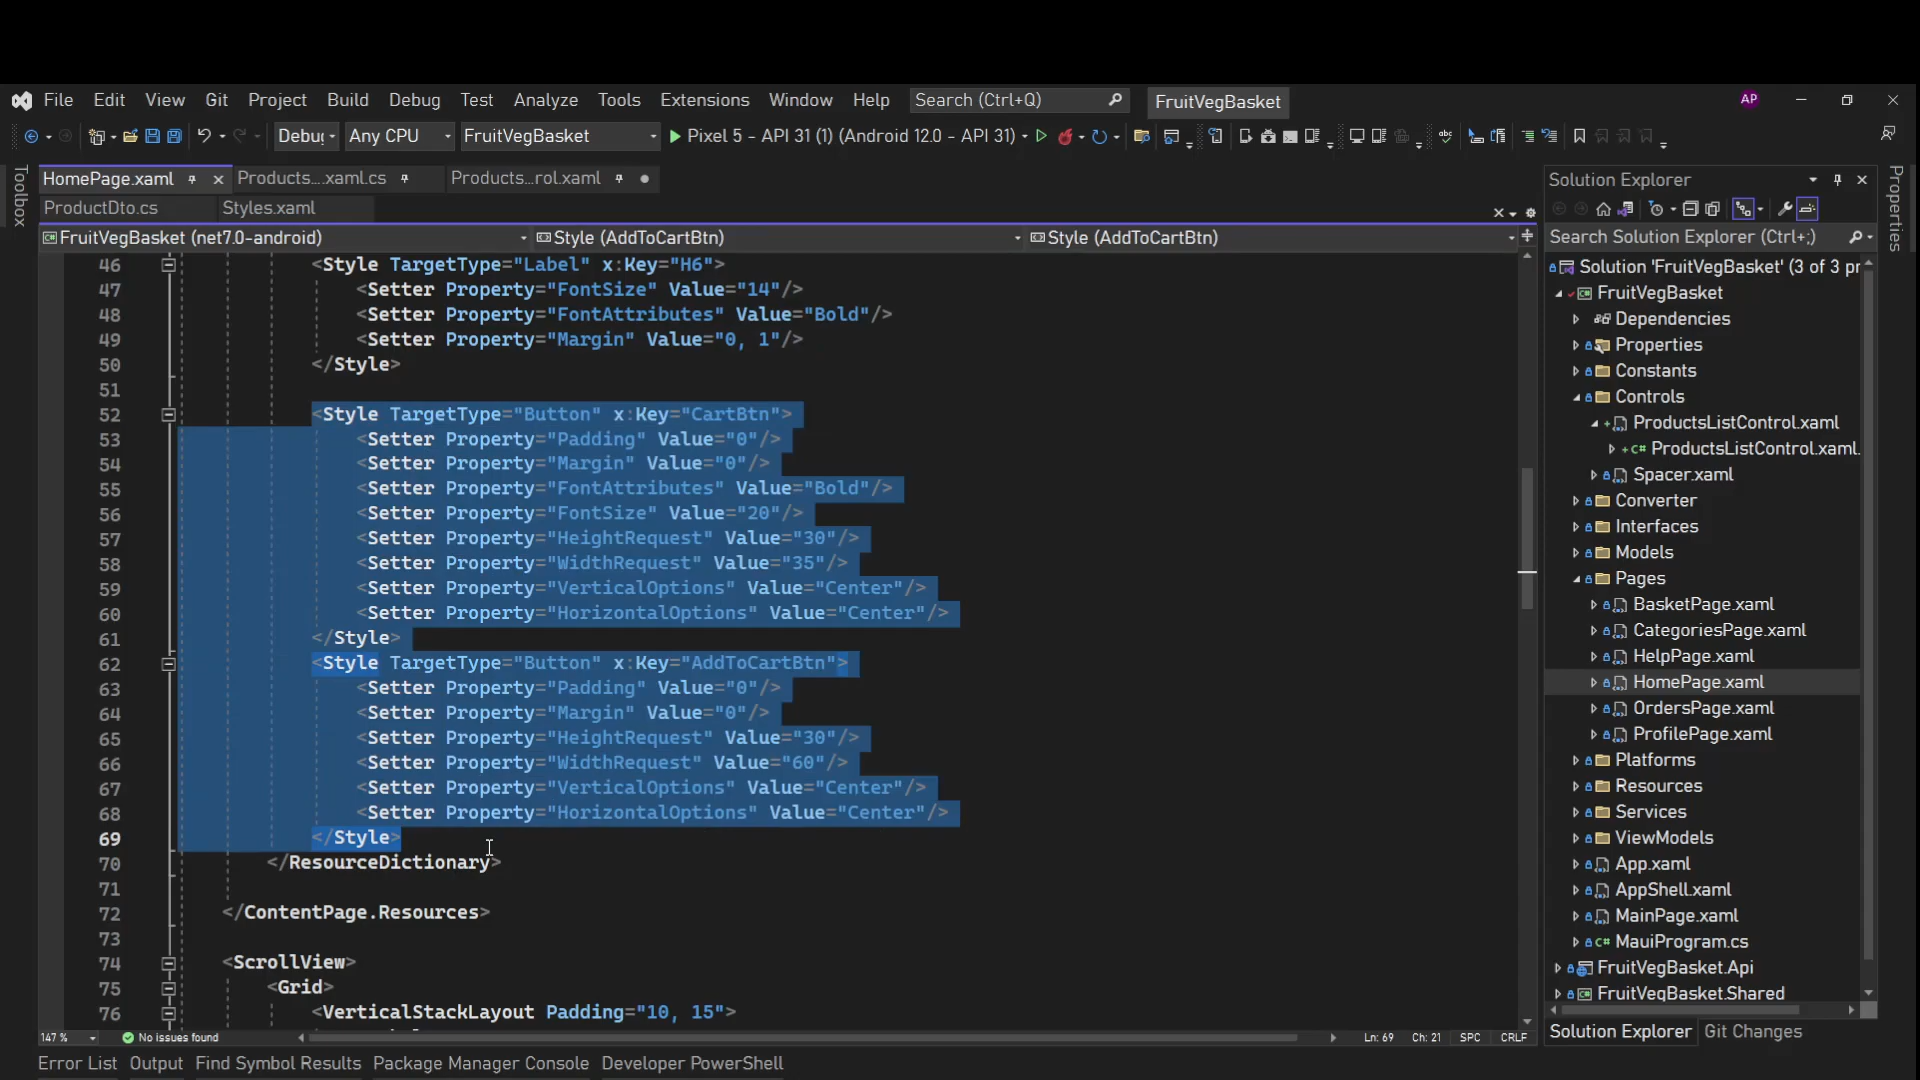 File Edit View Git Project Build Debug Test Analyze Tools Extensions Window Help Search (Ctrl+Q) FruitVegBasket AP
Debug Any CPU FruitVegBasket Pixel 5 - API 31 (1) (Android 12.0 - API 31)
Toolbox
HomePage.xaml Products....xaml.cs Products...rol.xaml
ProductDto.cs Styles.xaml
FruitVegBasket (net7.0-android) Style (AddToCartBtn) Style (AddToCartBtn)
46 <Style TargetType="Label" x:Key="H6">
47 <Setter Property="FontSize" Value="14"/>
48 <Setter Property="FontAttributes" Value="Bold"/>
49 <Setter Property="Margin" Value="0, 1"/>
50 </Style>
51
52 <Style TargetType="Button" x:Key="CartBtn">
53 <Setter Property="Padding" Value="0"/>
54 <Setter Property="Margin" Value="0"/>
55 <Setter Property="FontAttributes" Value="Bold"/>
56 <Setter Property="FontSize" Value="20"/>
57 <Setter Property="HeightRequest" Value="30"/>
58 <Setter Property="WidthRequest" Value="35"/>
59 <Setter Property="VerticalOptions" Value="Center"/>
60 <Setter Property="HorizontalOptions" Value="Center"/>
61 </Style>
62 <Style TargetType="Button" x:Key="AddToCartBtn">
63 <Setter Property="Padding" Value="0"/>
64 <Setter Property="Margin" Value="0"/>
65 <Setter Property="HeightRequest" Value="30"/>
66 <Setter Property="WidthRequest" Value="60"/>
67 <Setter Property="VerticalOptions" Value="Center"/>
68 <Setter Property="HorizontalOptions" Value="Center"/>
69 </Style>
70 </ResourceDictionary>
71
72 </ContentPage.Resources>
73
74 <ScrollView>
75 <Grid>
76 <VerticalStackLayout Padding="10, 15">
147 % No issues found Ln: 69 Ch: 21 SPC CRLF
Error List Output Find Symbol Results Package Manager Console Developer PowerShell
Solution Explorer
Search Solution Explorer (Ctrl+;)
Solution 'FruitVegBasket' (3 of 3 pr
FruitVegBasket
Dependencies
Properties
Constants
Controls
ProductsListControl.xaml
ProductsListControl.xaml.
Spacer.xaml
Converter
Interfaces
Models
Pages
BasketPage.xaml
CategoriesPage.xaml
HelpPage.xaml
HomePage.xaml
OrdersPage.xaml
ProfilePage.xaml
Platforms
Resources
Services
ViewModels
App.xaml
AppShell.xaml
MainPage.xaml
MauiProgram.cs
FruitVegBasket.Api
FruitVegBasket.Shared
Solution Explorer Git Changes
Properties